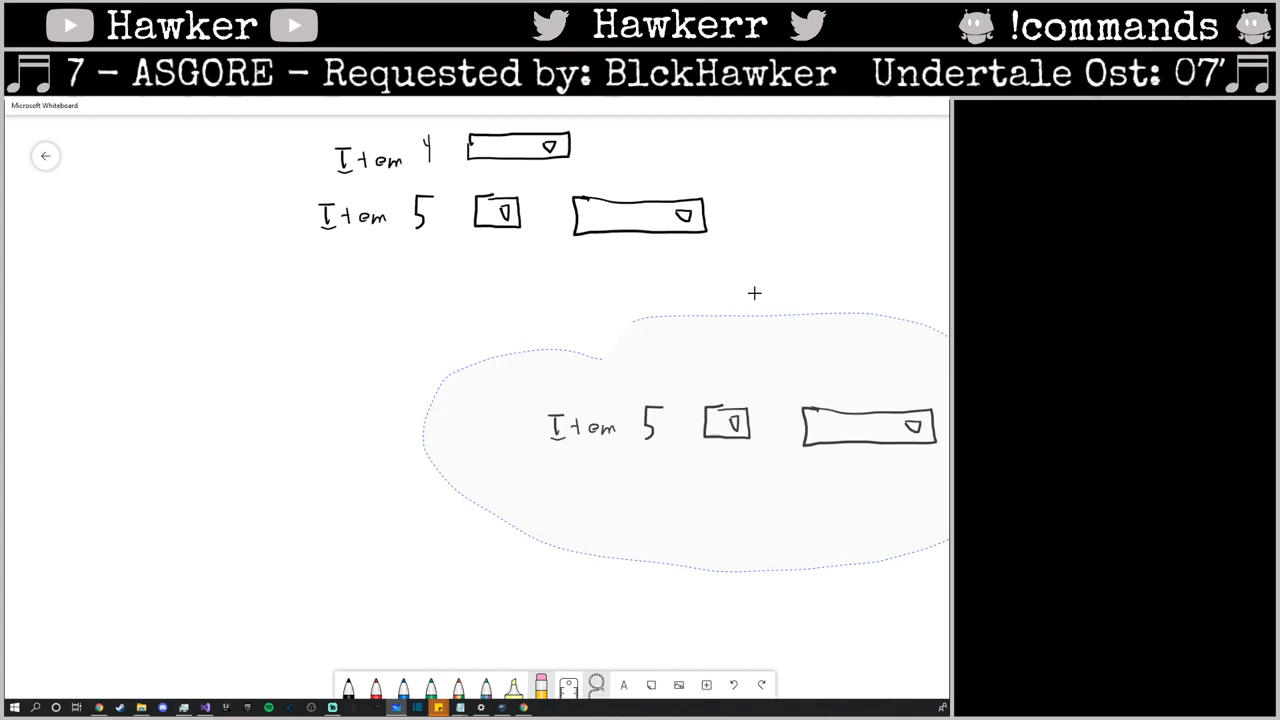 Hawker
Hawkerr
!commands
7 - ASGORE - Requested by: BlckHawker Undertale Ost: 07
Microsoft Whiteboard
Item 4
Item 5
Item 5
A